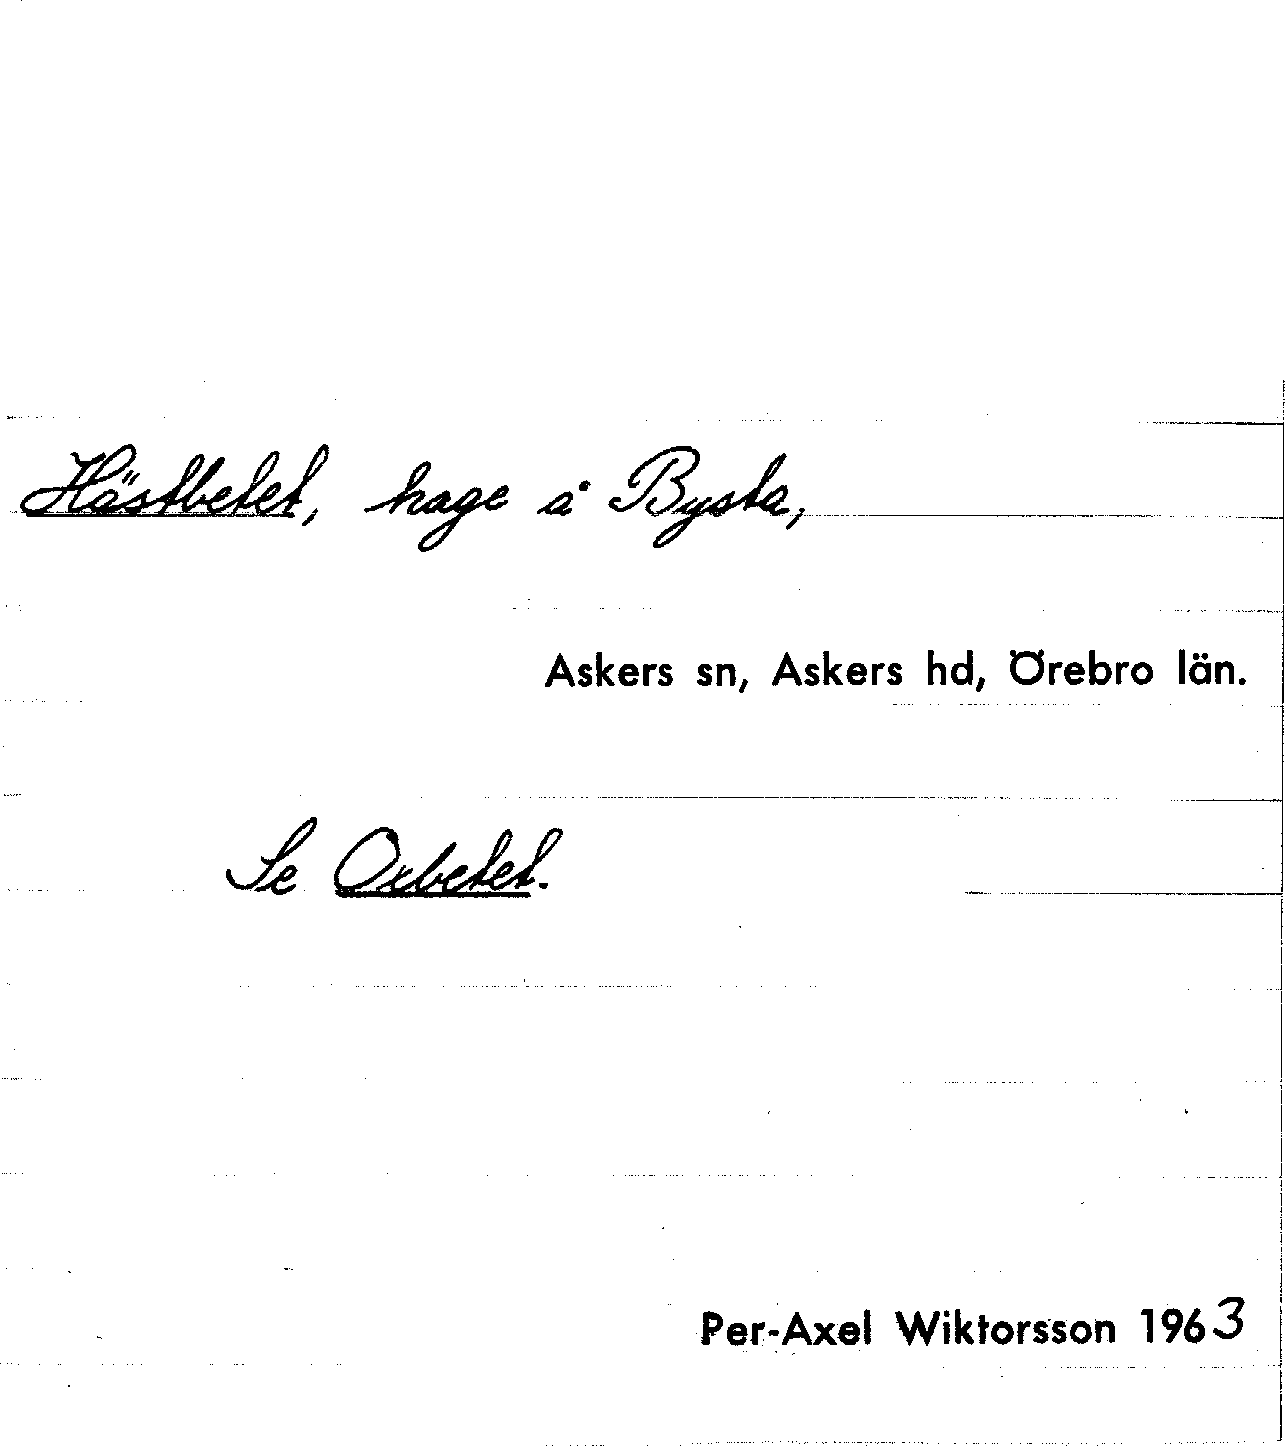 Hästbetet, hage å Bysta,
Askers sn, Askers hd, Örebro län.
Se Oxbetet.
Per-Axel Wiktorsson 1963